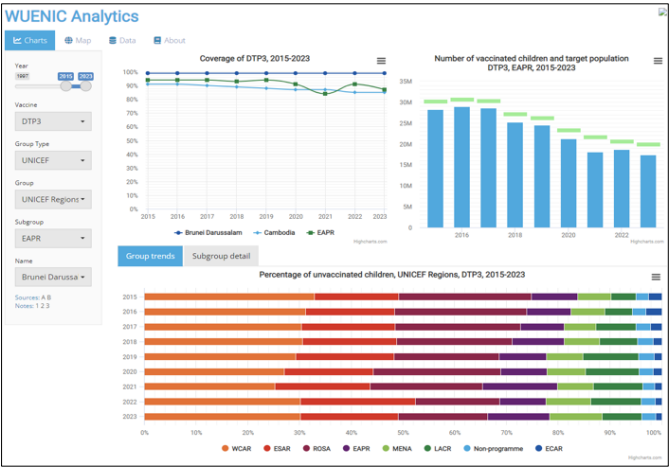 WUENIC Analytics
Charts Map Data About
Year
1997 2015 2023
Vaccine
DTP3
Group Type
UNICEF
Group
UNICEF Regions
Subgroup
EAPR
Name
Brunei Darussa
Sources: A B
Notes: 1 2 3
Coverage of DTP3, 2015-2023
100%
90%
80%
70%
60%
50%
40%
30%
20%
10%
0%
2015 2016 2017 2018 2019 2020 2021 2022 2023
Brunei Darussalam Cambodia EAPR
Highcharts.com
Number of vaccinated children and target population
DTP3, EAPR, 2015-2023
35M
30M
25M
20M
15M
10M
5M
0
2016 2018 2020 2022
Highcharts.com
Group trends Subgroup detail
Percentage of unvaccinated children, UNICEF Regions, DTP3, 2015-2023
2015
2016
2017
2018
2019
2020
2021
2022
2023
0% 10% 20% 30% 40% 50% 60% 70% 80% 90% 100%
WCAR ESAR ROSA EAPR MENA LACR Non-programme ECAR
Highcharts.com